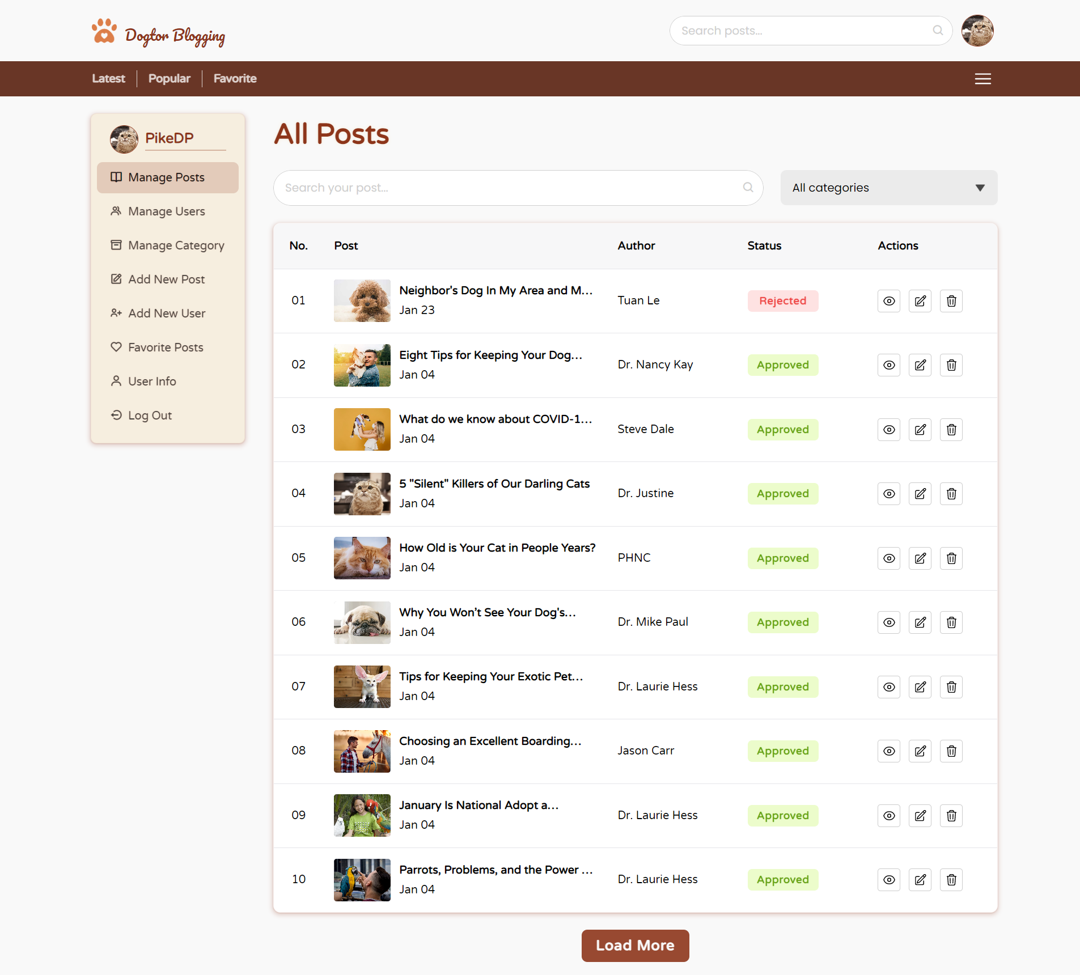 Dogtor Blogging
Search posts...
Latest
Popular
Favorite
PikeDP
Manage Posts
Manage Users
Manage Category
Add New Post
Add New User
Favorite Posts
User Info
Log Out
All Posts
Search your post...
All categories
No. Post Author Status Actions
01 Neighbor's Dog In My Area and M... Tuan Le Rejected
Jan 23
02 Eight Tips for Keeping Your Dog... Dr. Nancy Kay Approved
Jan 04
03 What do we know about COVID-1... Steve Dale Approved
Jan 04
04 5 "Silent" Killers of Our Darling Cats Dr. Justine Approved
Jan 04
05 How Old is Your Cat in People Years? PHNC Approved
Jan 04
06 Why You Won't See Your Dog's... Dr. Mike Paul Approved
Jan 04
07 Tips for Keeping Your Exotic Pet... Dr. Laurie Hess Approved
Jan 04
08 Choosing an Excellent Boarding... Jason Carr Approved
Jan 04
09 January Is National Adopt a... Dr. Laurie Hess Approved
Jan 04
10 Parrots, Problems, and the Power ... Dr. Laurie Hess Approved
Jan 04
Load More